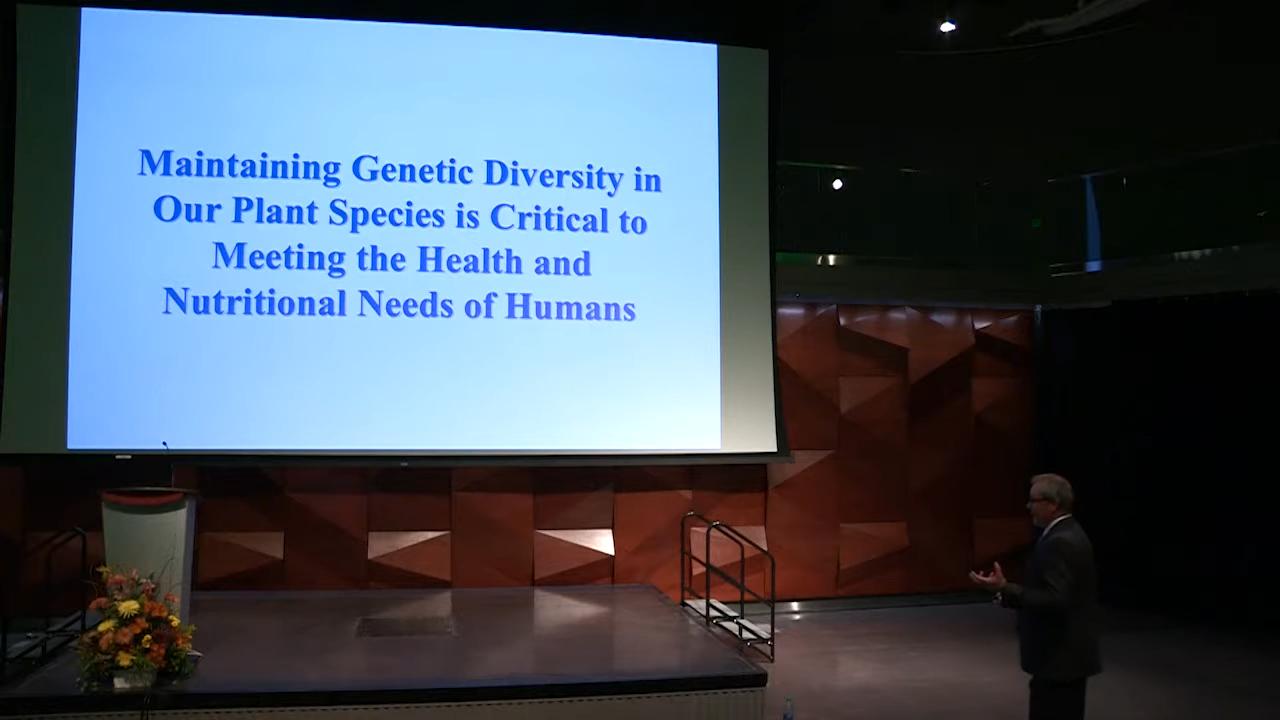 Maintaining Genetic Diversity in
Our Plant Species is Critical to
Meeting the Health and
Nutritional Needs of Humans